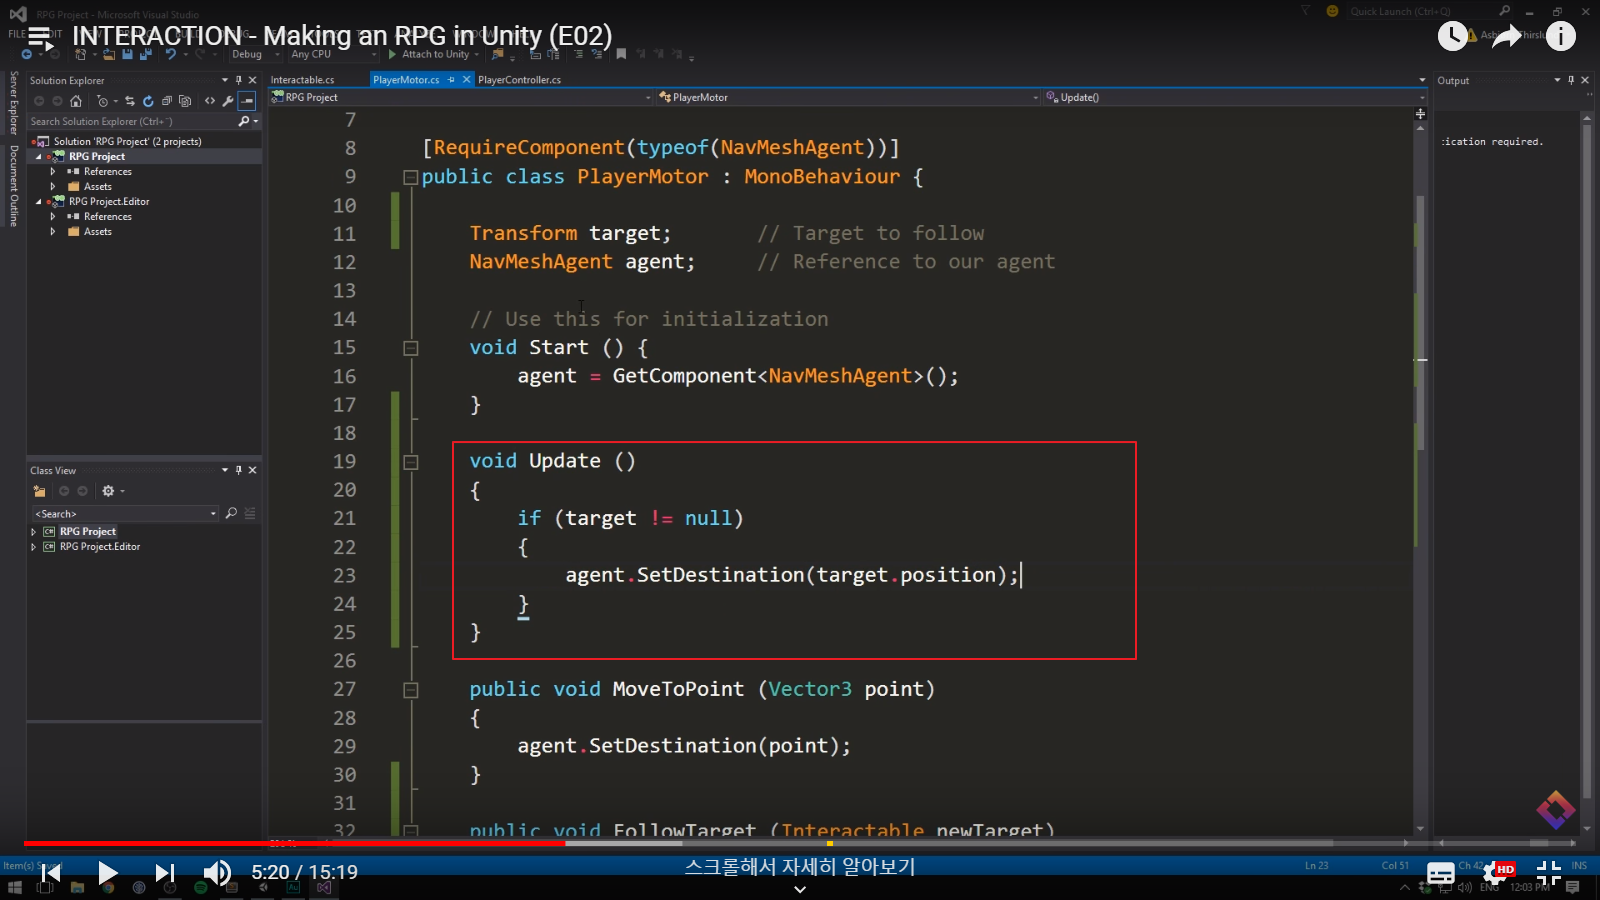 RPG Project - Microsoft Visual Studio
Quick Launch (Ctrl+Q)
INTERACTION - Making an RPG in Unity (E02)
FILE
Debug
Any CPU
Attach to Unity
Server Explorer
Document Outline
Solution Explorer
Search Solution Explorer (Ctrl+¨)
Solution 'RPG Project' (2 projects)
RPG Project
References
Assets
RPG Project.Editor
References
Assets
Class View
<Search>
RPG Project
RPG Project.Editor
Interactable.cs
PlayerMotor.cs
PlayerController.cs
RPG Project
PlayerMotor
Update()
7
8 [RequireComponent(typeof(NavMeshAgent))]
9 public class PlayerMotor : MonoBehaviour {
10
11 Transform target; // Target to follow
12 NavMeshAgent agent; // Reference to our agent
13
14 // Use this for initialization
15 void Start () {
16 agent = GetComponent<NavMeshAgent>();
17 }
18
19 void Update ()
20 {
21 if (target != null)
22 {
23 agent.SetDestination(target.position);
24 }
25 }
26
27 public void MoveToPoint (Vector3 point)
28 {
29 agent.SetDestination(point);
30 }
31
32 public void FollowTarget (Interactable newTarget)
Output
ication required.
Item(s)
5:20 / 15:19
스크롤해서 자세히 알아보기
Ln 23
Col 51
Ch 42
INS
HD
ENG
12:03 PM